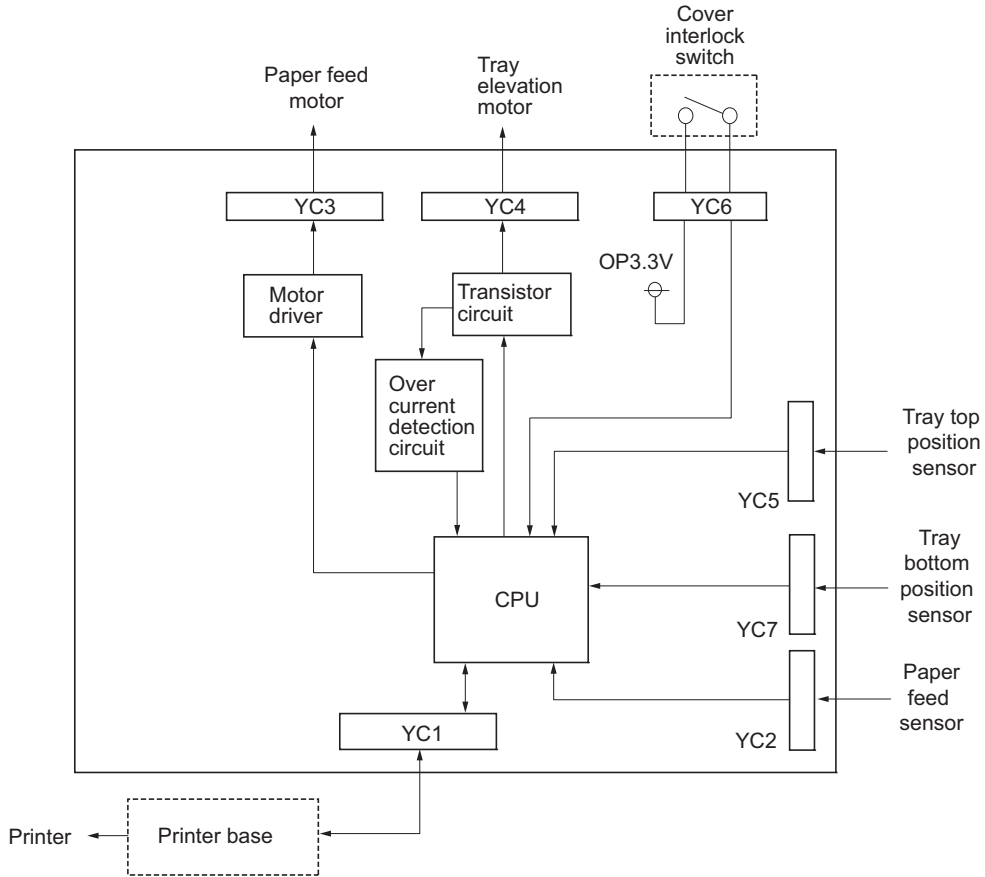 Cover
interlock
switch
Paper feed
motor
Tray
elevation
motor
YC3
YC4
YC6
OP3.3V
Motor
driver
Transistor
circuit
Over
current
detection
circuit
Tray top
position
sensor
YC5
Tray
bottom
position
sensor
CPU
YC7
Paper
feed
sensor
YC2
YC1
Printer
Printer base